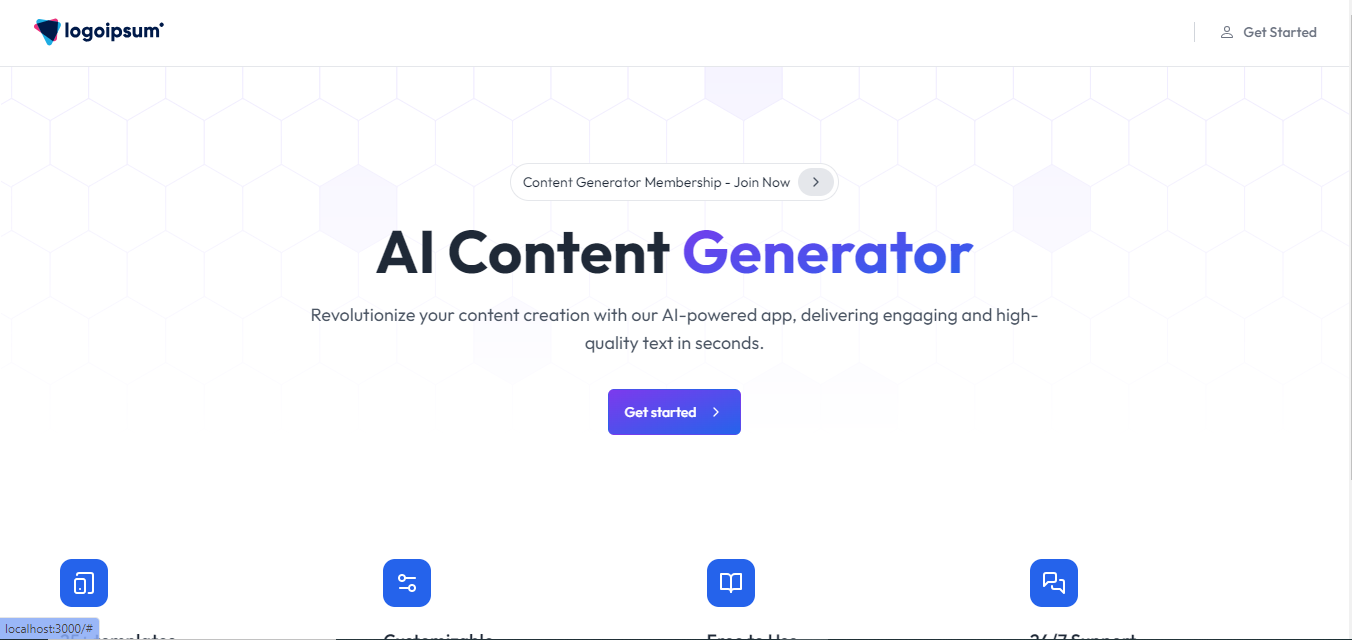 logoipsum
Get Started
Content Generator Membership - Join Now
AI Content Generator
Revolutionize your content creation with our AI-powered app, delivering engaging and high-
quality text in seconds.
Get started
templates
Customizable
Free to Use
24/7 Support
localhost:3000/#